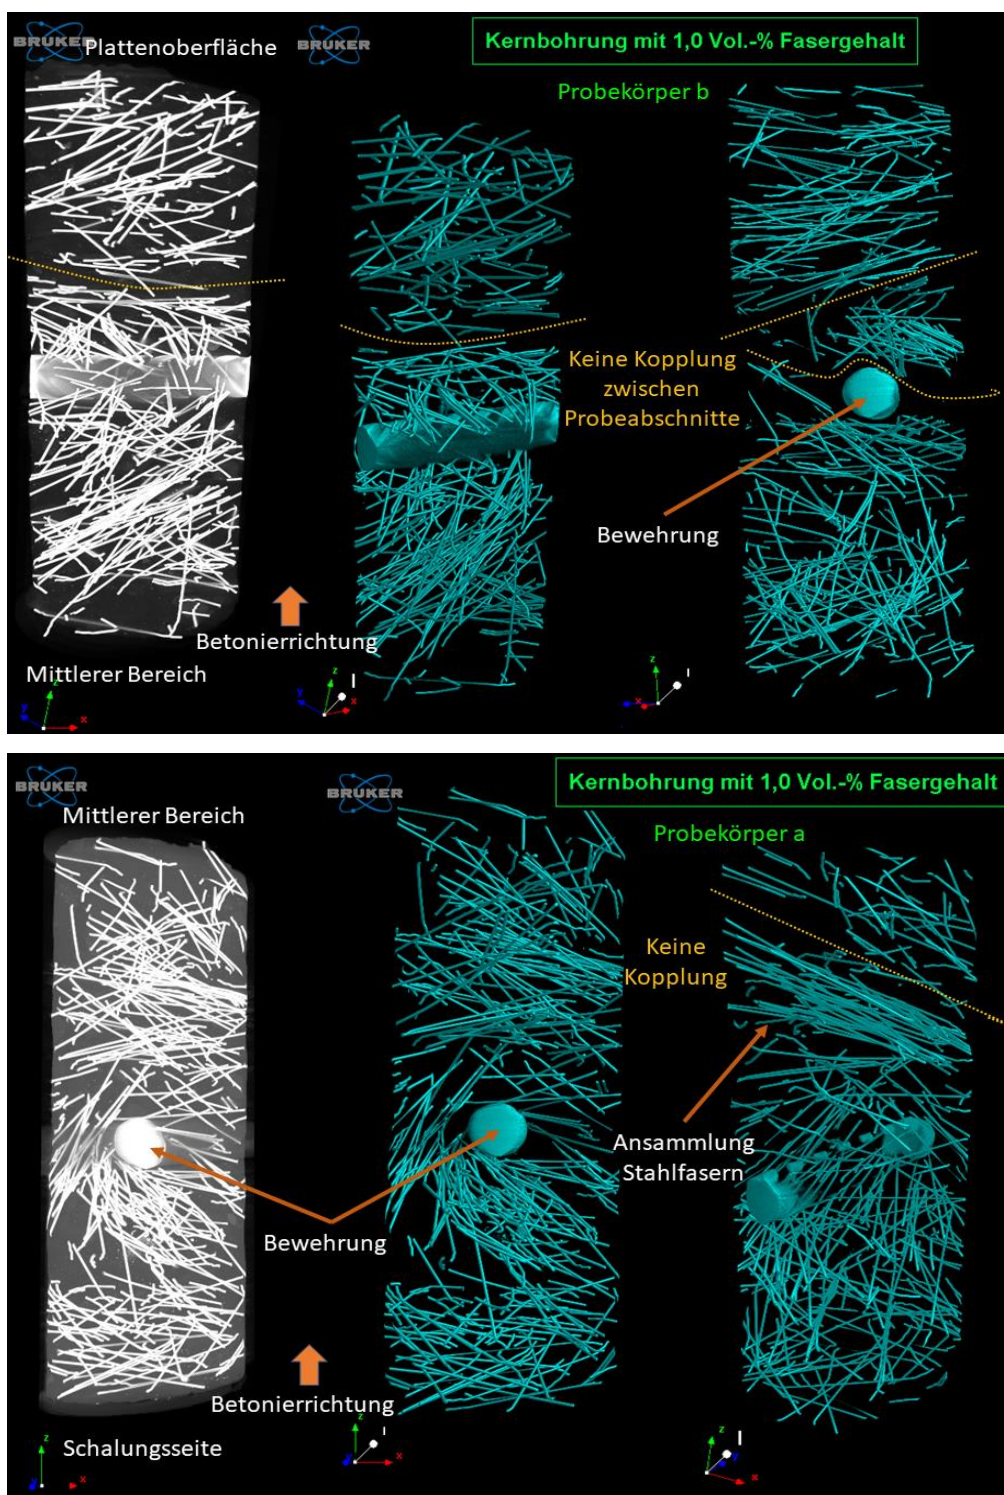 BRUKER
Plattenoberfläche
BRUKER
Kernbohrung mit 1,0 Vol.-% Fasergehalt
Probekörper b
Keine Kopplung
zwischen
Probeabschnitte
Bewehrung
Betonierrichtung
Mittlerer Bereich
z
y
x
z
y
x
l
z
y
x
l
BRUKER
Mittlerer Bereich
BRUKER
Kernbohrung mit 1,0 Vol.-% Fasergehalt
Probekörper a
Keine
Kopplung
Ansammlung
Stahlfasern
Bewehrung
Betonierrichtung
Schalungsseite
z
y
x
z
y
x
l
z
y
x
l